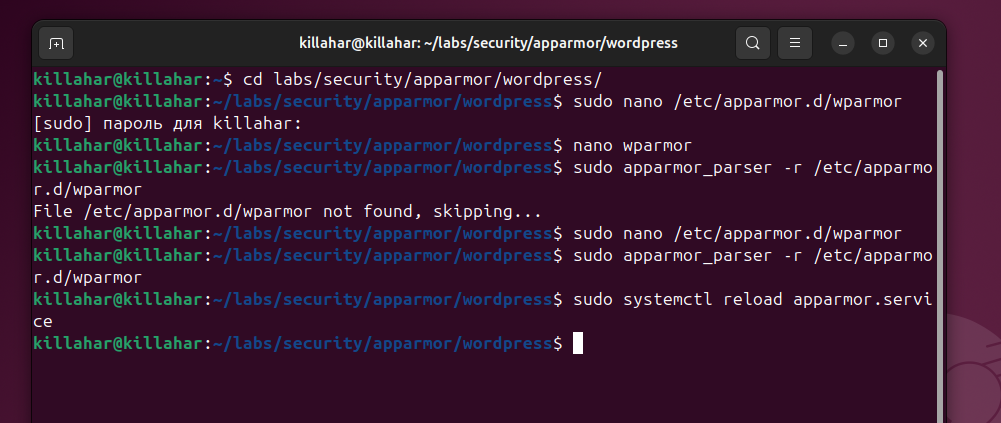 killahar@killahar: ~/labs/security/apparmor/wordpress
killahar@killahar:~$ cd labs/security/apparmor/wordpress/
killahar@killahar:~/labs/security/apparmor/wordpress$ sudo nano /etc/apparmor.d/wparmor
[sudo] пароль для killahar:
killahar@killahar:~/labs/security/apparmor/wordpress$ nano wparmor
killahar@killahar:~/labs/security/apparmor/wordpress$ sudo apparmor_parser -r /etc/apparmo
r.d/wparmor
File /etc/apparmor.d/wparmor not found, skipping...
killahar@killahar:~/labs/security/apparmor/wordpress$ sudo nano /etc/apparmor.d/wparmor
killahar@killahar:~/labs/security/apparmor/wordpress$ sudo apparmor_parser -r /etc/apparmo
r.d/wparmor
killahar@killahar:~/labs/security/apparmor/wordpress$ sudo systemctl reload apparmor.servi
ce
killahar@killahar:~/labs/security/apparmor/wordpress$